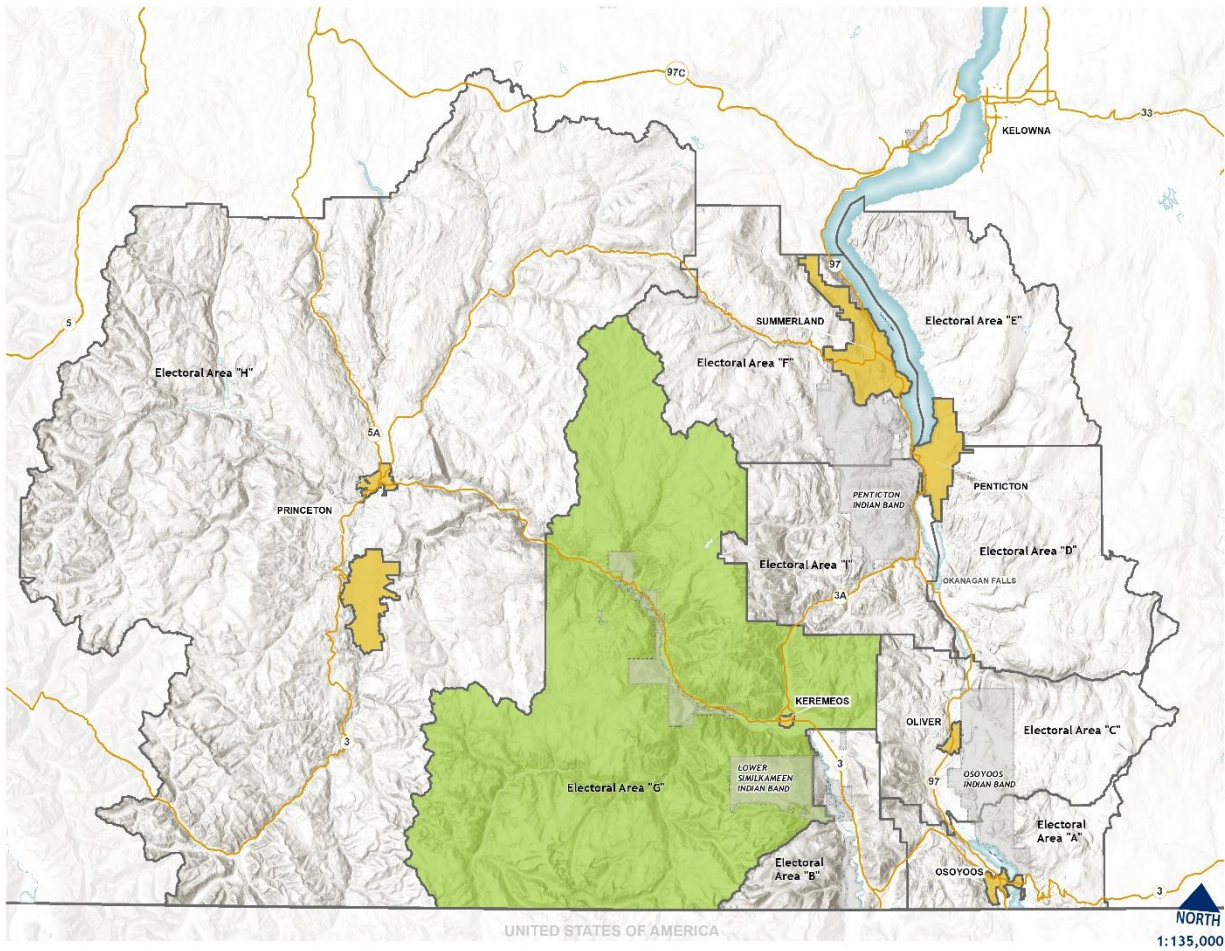 97C
33
KELOWNA
5
97
SUMMERLAND
Electoral Area "E"
Electoral Area "F"
Electoral Area "H"
5A
PRINCETON
PENTICTON
PENTICTON
INDIAN BAND
Electoral Area "D"
Electoral Area "I"
OKANAGAN FALLS
3A
KEREMEOS
OLIVER
Electoral Area "C"
3
3
LOWER
SIMILKAMEEN
INDIAN BAND
Electoral Area "G"
97
OSOYOOS
INDIAN BAND
Electoral
Area "A"
Electoral
Area "B"
OSOYOOS
3
NORTH
UNITED STATES OF AMERICA
1:135,000